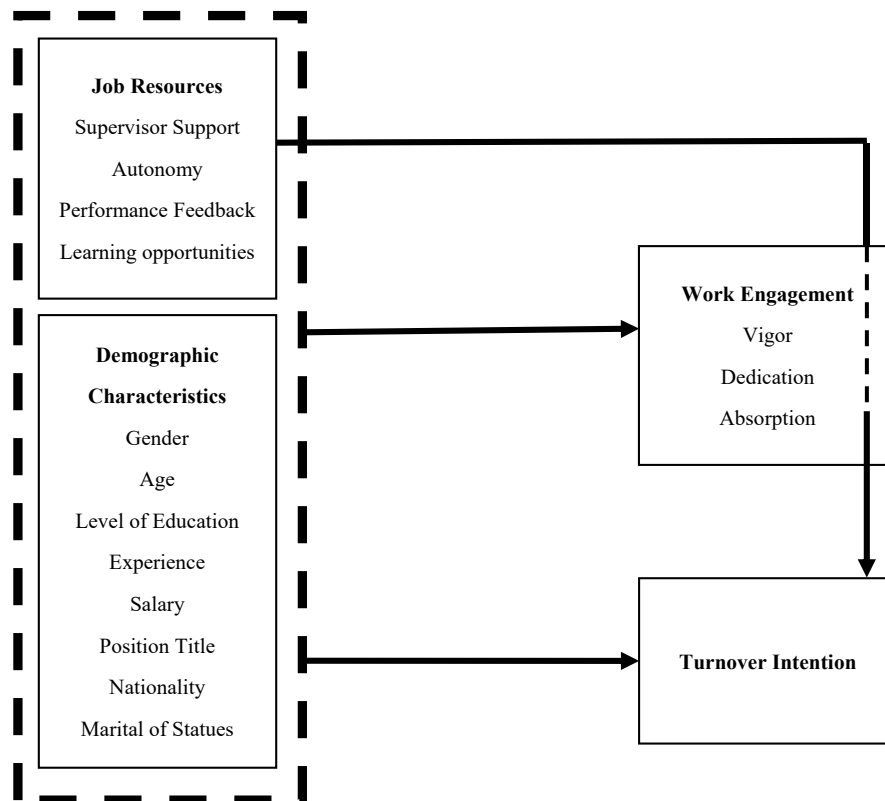 Job Resources
Supervisor Support
Autonomy
Performance Feedback
Learning opportunities
Demographic
Characteristics
Gender
Age
Level of Education
Experience
Salary
Position Title
Nationality
Marital of Statues
Work Engagement
Vigor
Dedication
Absorption
Turnover Intention